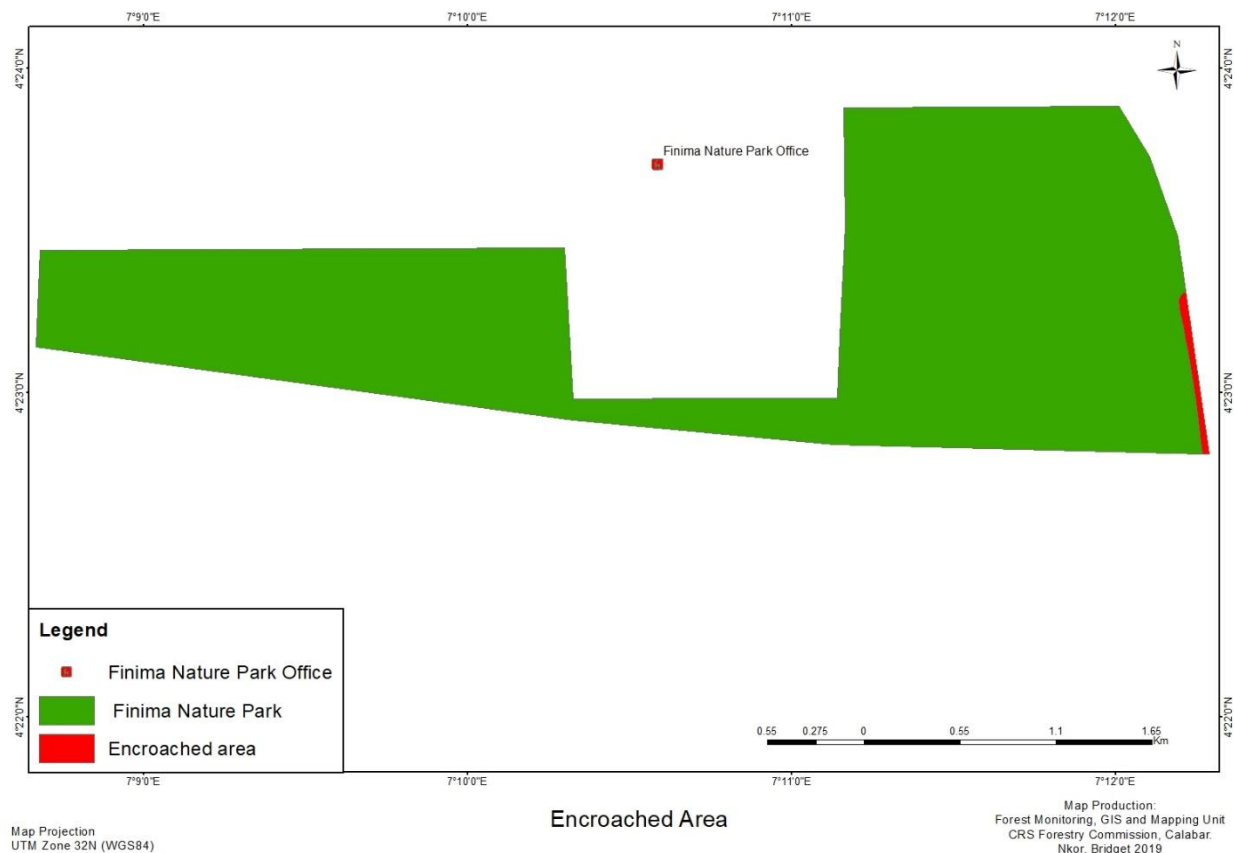 7°9'0"E 7°10'0"E 7°11'0"E 7°12'0"E
N
4°24'0"N 4°24'0"N
Finima Nature Park Office
4°23'0"N 4°23'0"N
Legend
Finima Nature Park Office
Finima Nature Park
Encroached area
4°22'0"N 4°22'0"N
0.55 0.275 0 0.55 1.1 1.65
Km
7°9'0"E 7°10'0"E 7°11'0"E 7°12'0"E
Encroached Area
Map Projection
UTM Zone 32N (WGS84)
Map Production:
Forest Monitoring, GIS and Mapping Unit
CRS Forestry Commission, Calabar.
Nkor, Bridget 2019